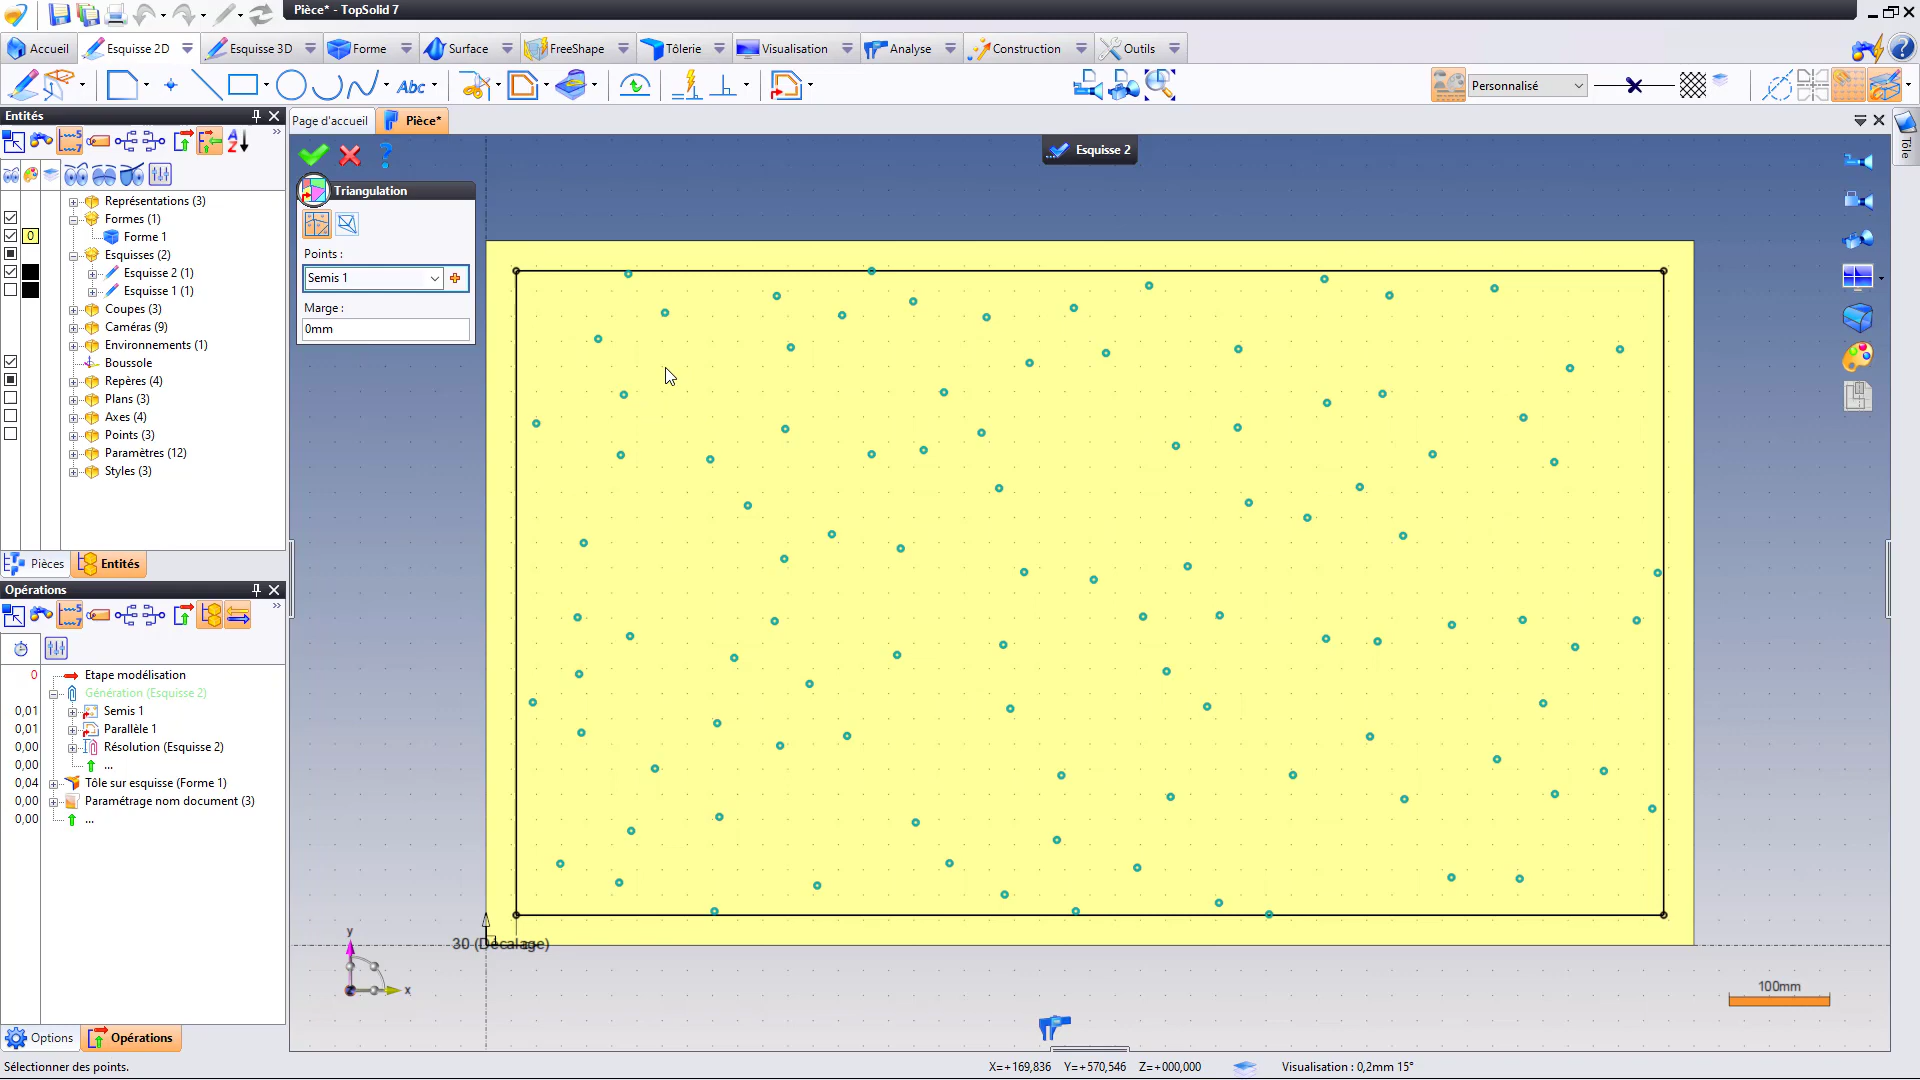 Pièce* - TopSolid 7
Accueil
Esquisse 2D
Esquisse 3D
Forme
Surface
FreeShape
Tôlerie
Visualisation
Analyse
Construction
Outils
Abc
Personnalisé
Entités
Page d'accueil
Pièce*
Tôle
Esquisse 2
Triangulation
Points :
Semis 1
Marge :
0mm
Représentations (3)
Formes (1)
0 Forme 1
Esquisses (2)
Esquisse 2 (1)
Esquisse 1 (1)
Coupes (3)
Caméras (9)
Environnements (1)
Boussole
Repères (4)
Plans (3)
Axes (4)
Points (3)
Paramètres (12)
Styles (3)
Pièces
Entités
Opérations
0 Etape modélisation
Génération (Esquisse 2)
0,01 Semis 1
0,01 Parallèle 1
0,00 Résolution (Esquisse 2)
0,00 ...
0,04 Tôle sur esquisse (Forme 1)
0,00 Paramétrage nom document (3)
0,00 ...
30 (Décalage)
y
x
100mm
Options
Opérations
Sélectionner des points.
X=+169,836 Y=+570,546 Z=+000,000
Visualisation : 0,2mm 15°